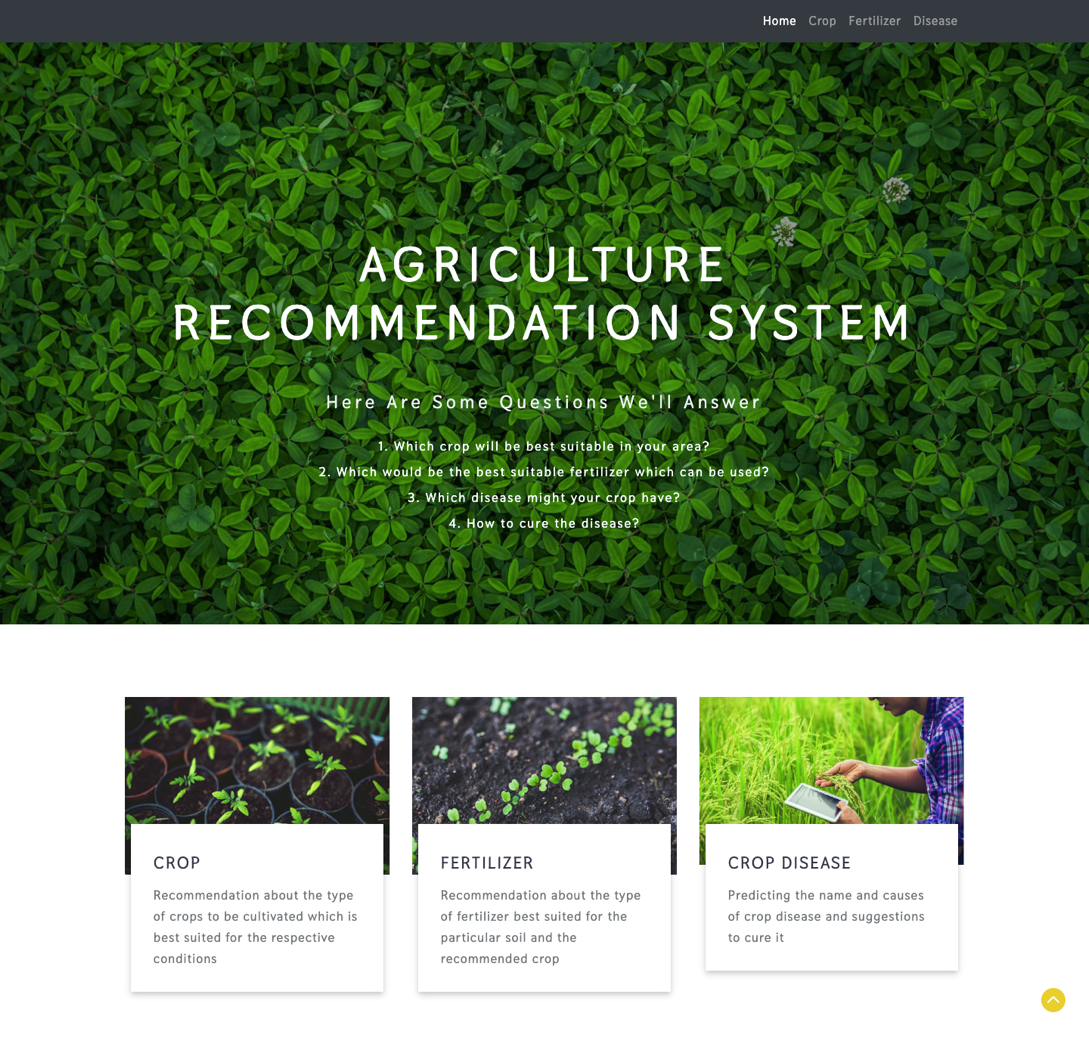 Home Crop Fertilizer Disease
AGRICULTURE
RECOMMENDATION SYSTEM
Here Are Some Questions We'll Answer
1. Which crop will be best suitable in your area?
2. Which would be the best suitable fertilizer which can be used?
3. Which disease might your crop have?
4. How to cure the disease?
CROP
Recommendation about the type
of crops to be cultivated which is
best suited for the respective
conditions
FERTILIZER
Recommendation about the type
of fertilizer best suited for the
particular soil and the
recommended crop
CROP DISEASE
Predicting the name and causes
of crop disease and suggestions
to cure it